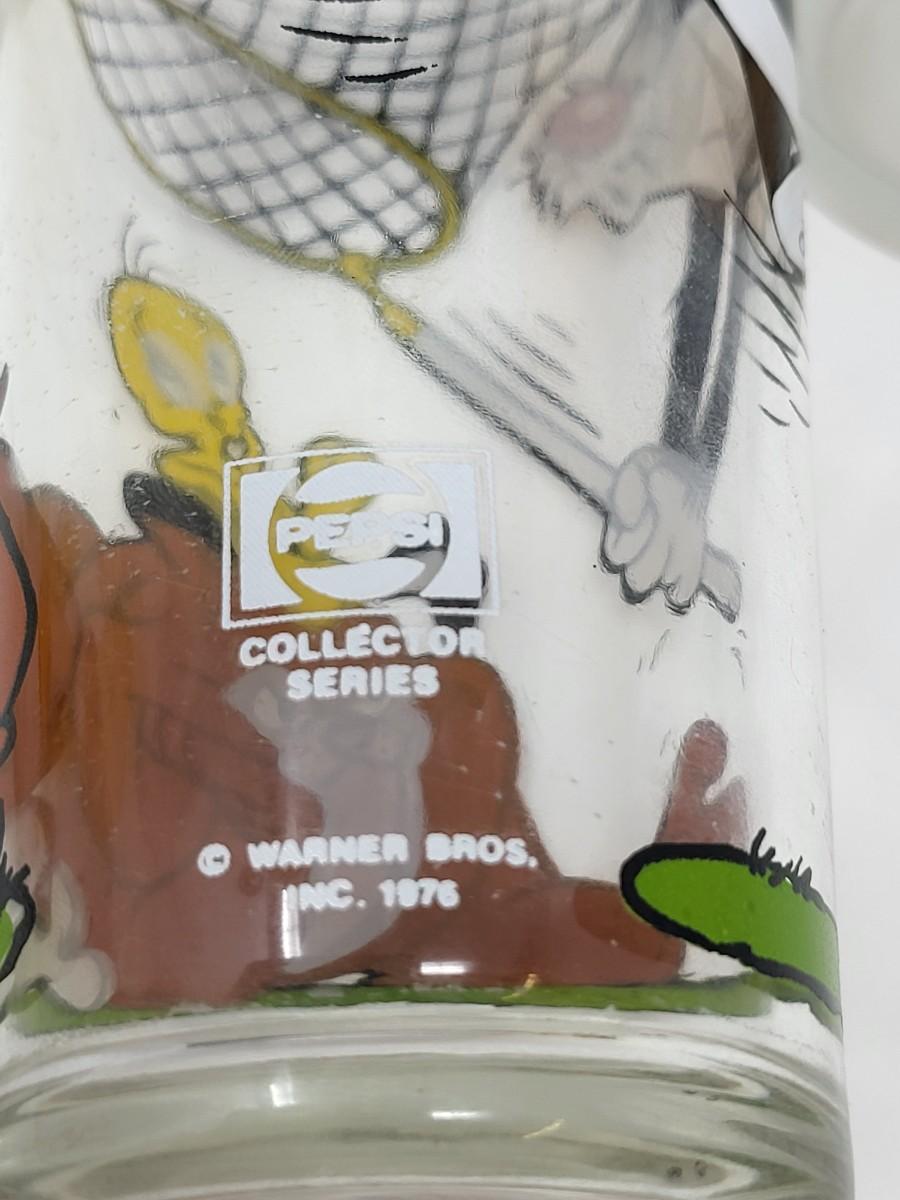 PEPSI
COLLECTOR
SERIES
© WARNER BROS.
INC. 1976